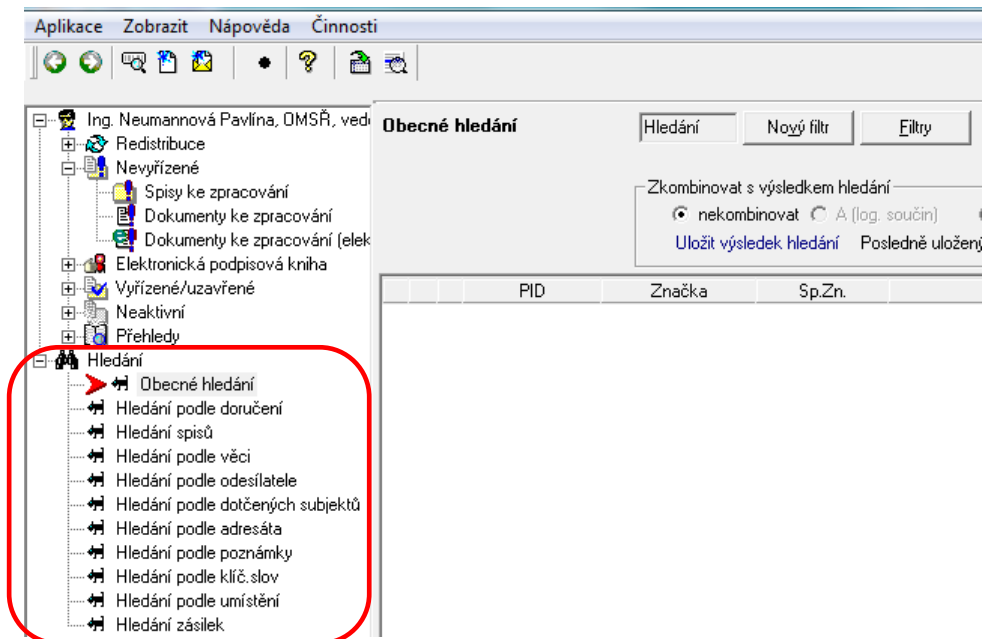 Aplikace Zobrazit Nápověda Činnosti
Ing. Neumannová Pavlína, OMSŘ, vedo
Redistribuce
Nevyřízené
Spisy ke zpracování
Dokumenty ke zpracování
Dokumenty ke zpracování (elek
Elektronická podpisová kniha
Vyřízené/uzavřené
Neaktivní
Přehledy
Hledání
Obecné hledání
Hledání podle doručení
Hledání spisů
Hledání podle věci
Hledání podle odesílatele
Hledání podle dotčených subjektů
Hledání podle adresáta
Hledání podle poznámky
Hledání podle klíč.slov
Hledání podle umístění
Hledání zásilek
Obecné hledání Hledání Nový filtr Filtry
Zkombinovat s výsledkem hledání
nekombinovat A (log. součin)
Uložit výsledek hledání Posledně uložený
PID Značka Sp.Zn.